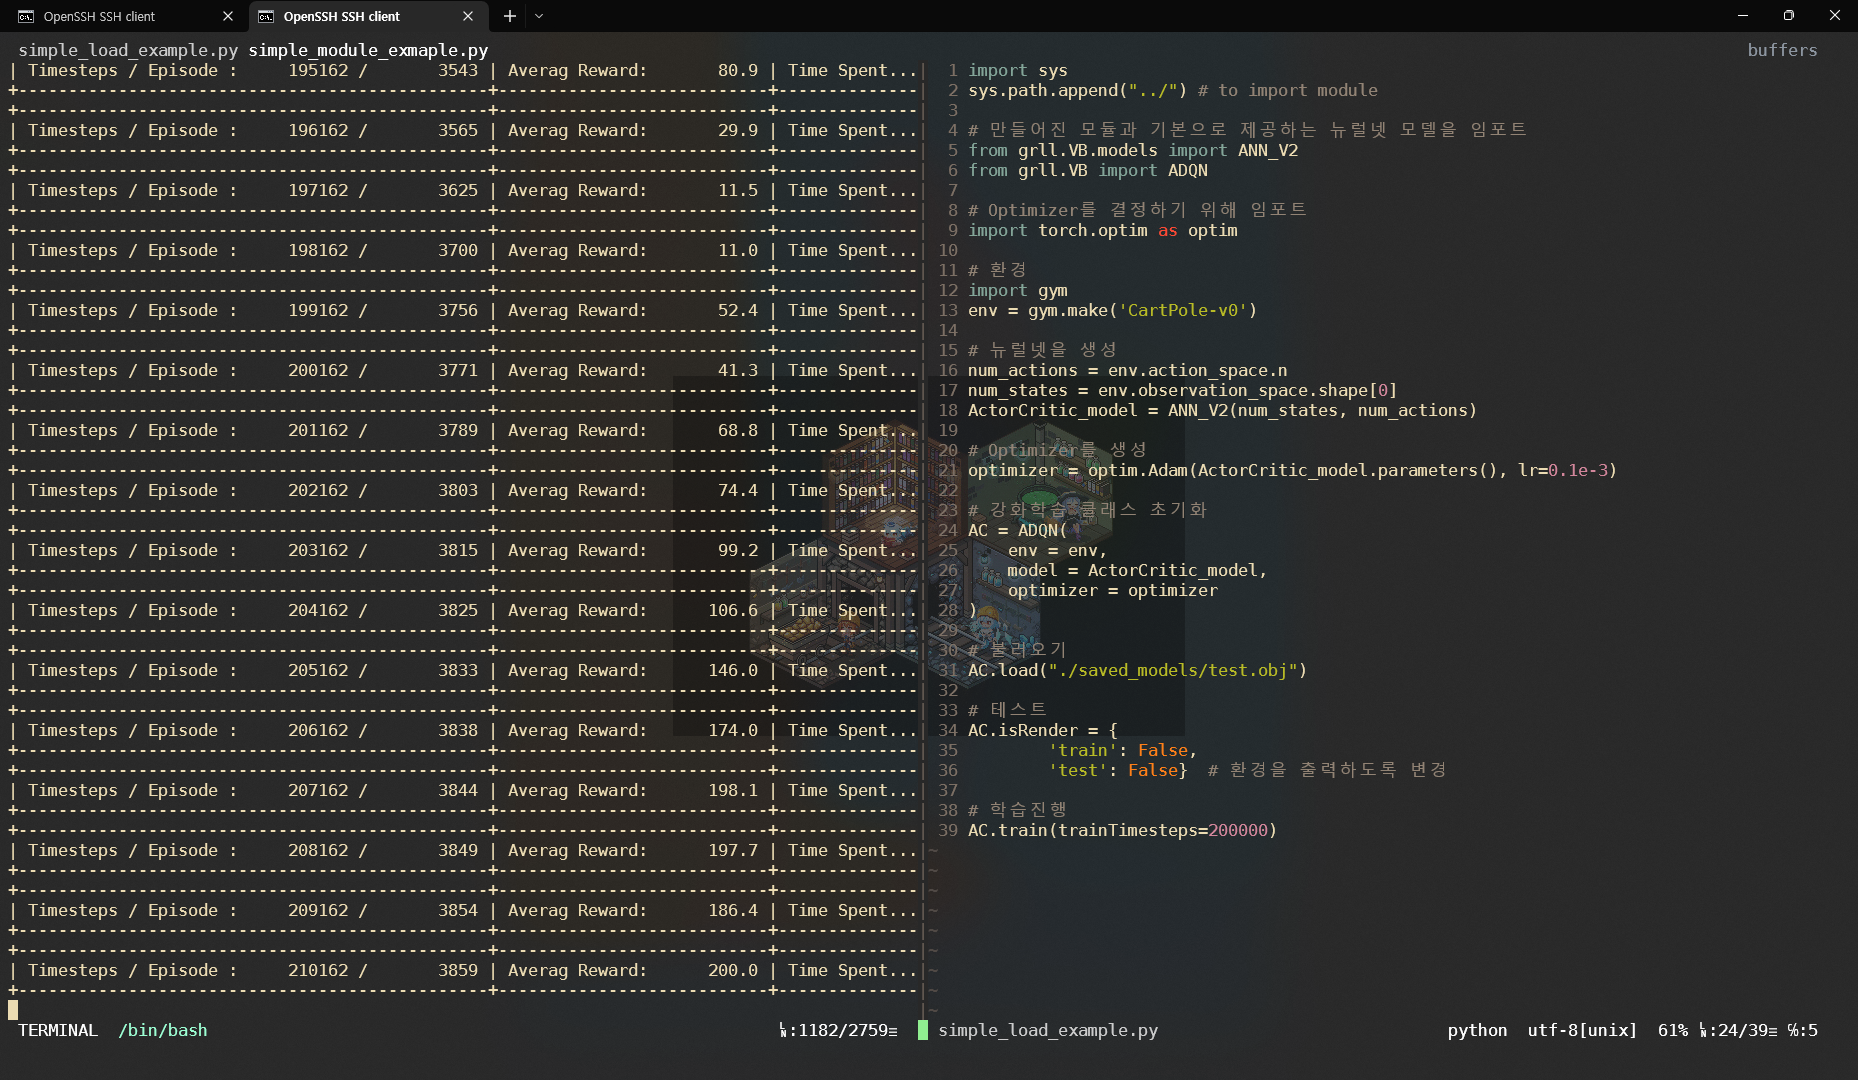 OpenSSH SSH client
OpenSSH SSH client
simple_load_example.py simple_module_exmaple.py
buffers
| Timesteps / Episode : 195162 / 3543 | Averag Reward: 80.9 | Time Spent...
| Timesteps / Episode : 196162 / 3565 | Averag Reward: 29.9 | Time Spent...
| Timesteps / Episode : 197162 / 3625 | Averag Reward: 11.5 | Time Spent...
| Timesteps / Episode : 198162 / 3700 | Averag Reward: 11.0 | Time Spent...
| Timesteps / Episode : 199162 / 3756 | Averag Reward: 52.4 | Time Spent...
| Timesteps / Episode : 200162 / 3771 | Averag Reward: 41.3 | Time Spent...
| Timesteps / Episode : 201162 / 3789 | Averag Reward: 68.8 | Time Spent...
| Timesteps / Episode : 202162 / 3803 | Averag Reward: 74.4 | Time Spent...
| Timesteps / Episode : 203162 / 3815 | Averag Reward: 99.2 | Time Spent...
| Timesteps / Episode : 204162 / 3825 | Averag Reward: 106.6 | Time Spent...
| Timesteps / Episode : 205162 / 3833 | Averag Reward: 146.0 | Time Spent...
| Timesteps / Episode : 206162 / 3838 | Averag Reward: 174.0 | Time Spent...
| Timesteps / Episode : 207162 / 3844 | Averag Reward: 198.1 | Time Spent...
| Timesteps / Episode : 208162 / 3849 | Averag Reward: 197.7 | Time Spent...
| Timesteps / Episode : 209162 / 3854 | Averag Reward: 186.4 | Time Spent...
| Timesteps / Episode : 210162 / 3859 | Averag Reward: 200.0 | Time Spent...
1 import sys
2 sys.path.append("../") # to import module
3
4 # 만들어진 모듈과 기본으로 제공하는 뉴럴넷 모델을 임포트
5 from grll.VB.models import ANN_V2
6 from grll.VB import ADQN
7
8 # Optimizer를 결정하기 위해 임포트
9 import torch.optim as optim
10
11 # 환경
12 import gym
13 env = gym.make('CartPole-v0')
14
15 # 뉴럴넷을 생성
16 num_actions = env.action_space.n
17 num_states = env.observation_space.shape[0]
18 ActorCritic_model = ANN_V2(num_states, num_actions)
19
20 # Optimizer를 생성
21 optimizer = optim.Adam(ActorCritic_model.parameters(), lr=0.1e-3)
22
23 # 강화학습 클래스 초기화
24 AC = ADQN(
25 env = env,
26 model = ActorCritic_model,
27 optimizer = optimizer
28 )
29
30 # 불러오기
31 AC.load("./saved_models/test.obj")
32
33 # 테스트
34 AC.isRender = {
35 'train': False,
36 'test': False} # 환경을 출력하도록 변경
37
38 # 학습진행
39 AC.train(trainTimesteps=200000)
TERMINAL /bin/bash ㏑:1182/2759≡
simple_load_example.py python utf-8[unix] 61% ㏑:24/39≡ ℅:5